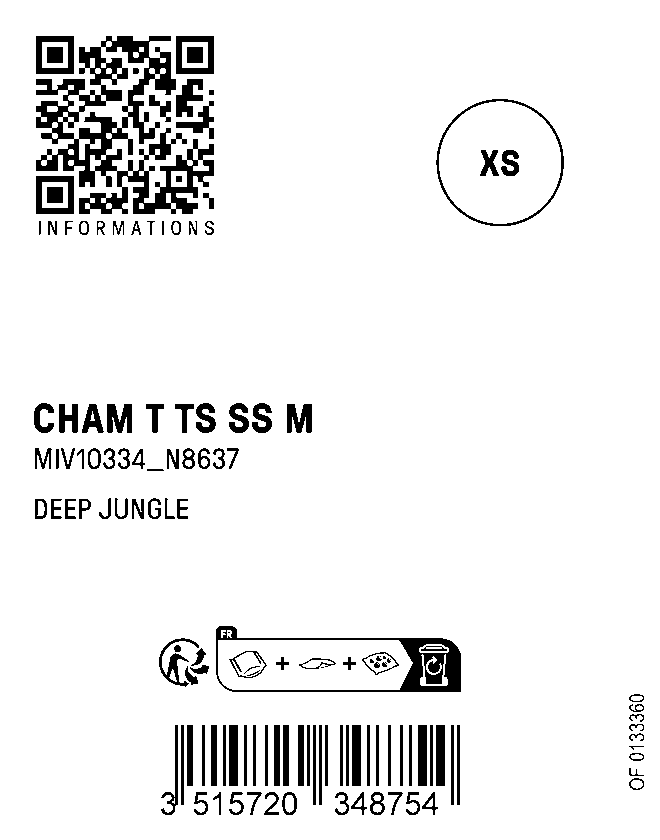 INFORMATIONS
XS
CHAM T TS SS M
MIV10334_N8637
DEEP JUNGLE
FR
3 515720 348754
OF 0133360